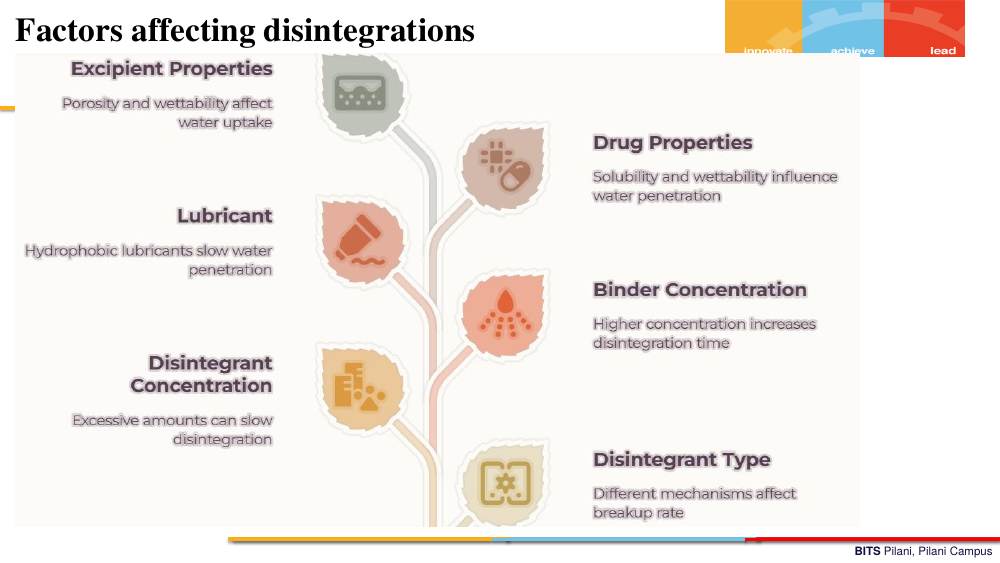 Factors affecting disintegrations
innovate achieve lead
Excipient Properties
Porosity and wettability affect
water uptake
Drug Properties
Solubility and wettability influence
water penetration
Lubricant
Hydrophobic lubricants slow water
penetration
Binder Concentration
Higher concentration increases
disintegration time
Disintegrant
Concentration
Excessive amounts can slow
disintegration
Disintegrant Type
Different mechanisms affect
breakup rate
BITS Pilani, Pilani Campus